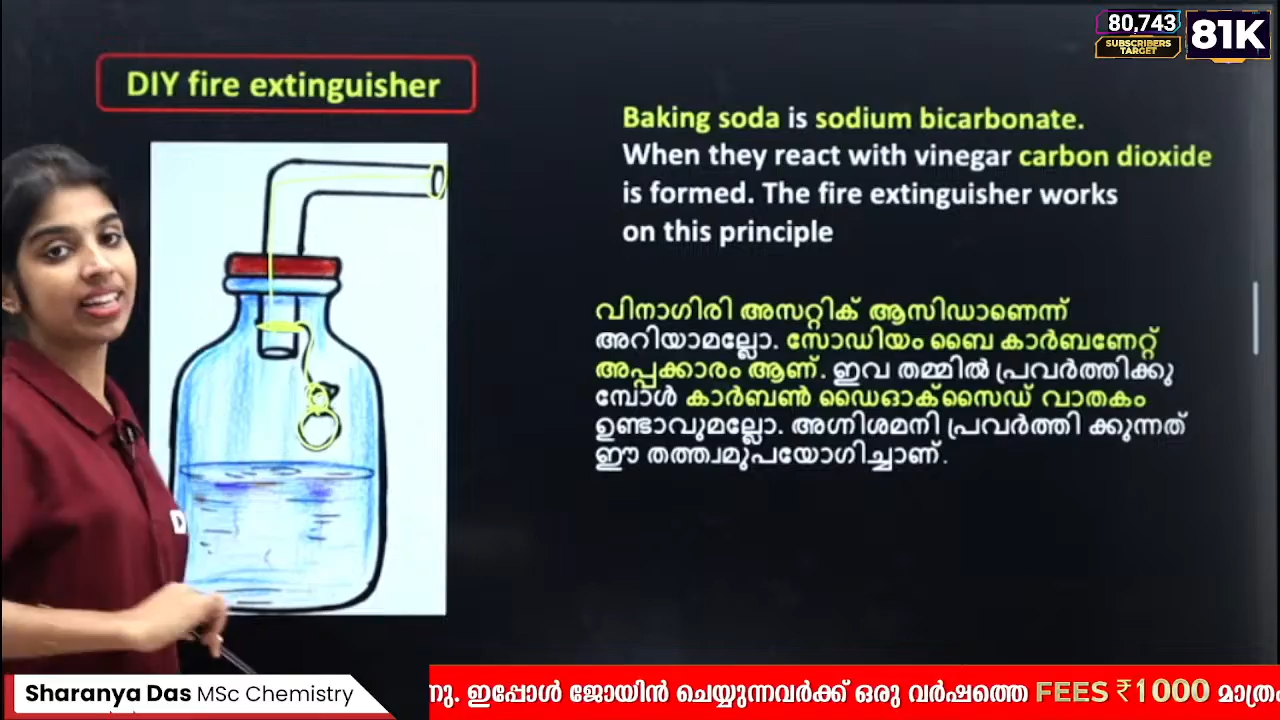 80,743
SUBSCRIBERS
TARGET
81K
DIY fire extinguisher
Baking soda is sodium bicarbonate.
When they react with vinegar carbon dioxide
is formed. The fire extinguisher works
on this principle
വിനാഗിരി അസറ്റിക് ആസിഡാണെന്ന്
അറിയാമല്ലോ. സോഡിയം ബൈ കാർബണേറ്റ്
അപ്പക്കാരം ആണ്. ഇവ തമ്മിൽ പ്രവർത്തിക്കു
മ്പോൾ കാർബൺ ഡൈഓക്സൈഡ് വാതകം
ഉണ്ടാവുമല്ലോ. അഗ്നിശമനി പ്രവർത്തി ക്കുന്നത്
ഈ തത്ത്വമുപയോഗിച്ചാണ്.
Sharanya Das MSc Chemistry
നു. ഇപ്പോൾ ജോയിൻ ചെയ്യുന്നവർക്ക് ഒരു വർഷത്തെ FEES ₹1000 മാത്രം